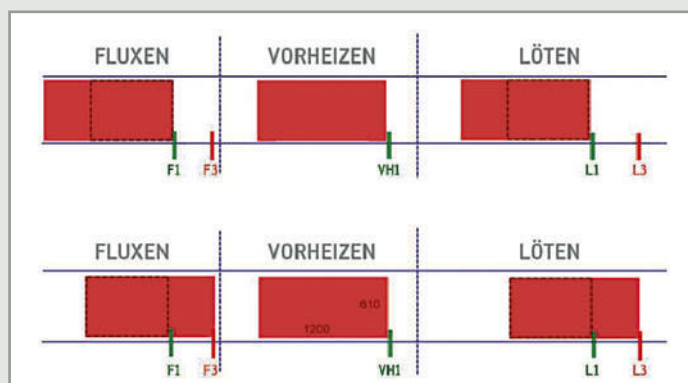 FLUXEN VORHEIZEN LÖTEN
F1 F3 VH1 L1 L3
FLUXEN VORHEIZEN LÖTEN
610
1200
F1 F3 VH1 L1 L3